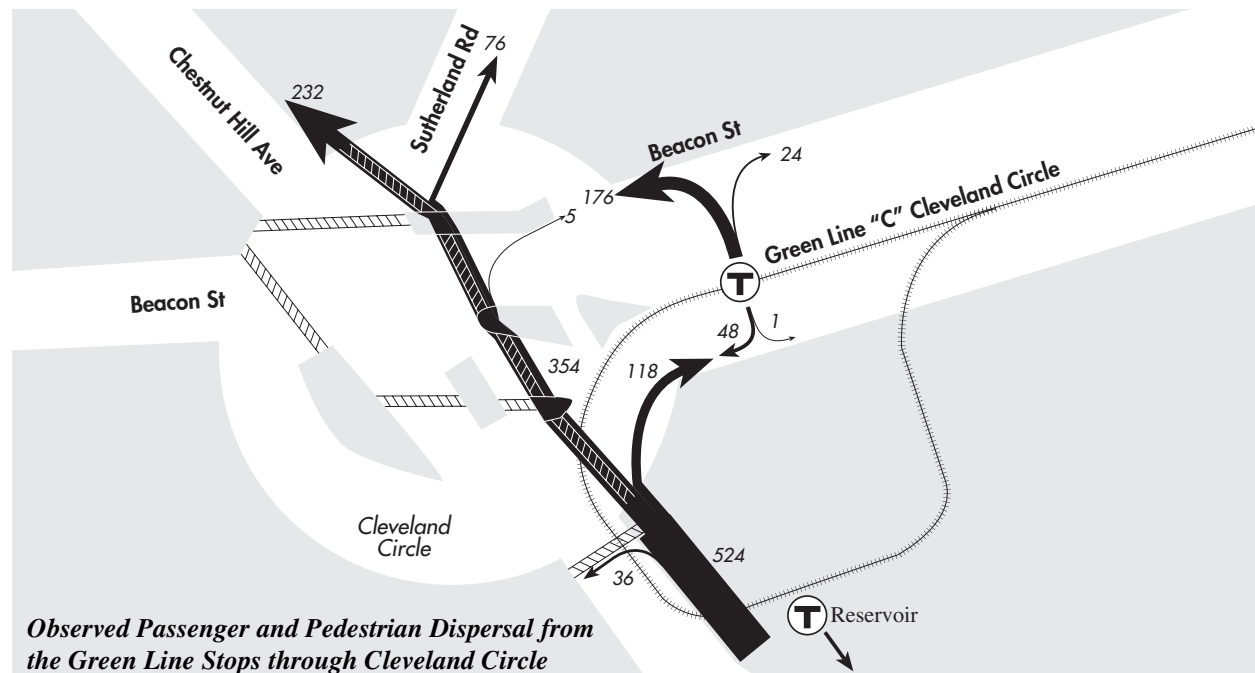 76
232
Chestnut Hill Ave
Sutherland Rd
Beacon St
24
176
5
Green Line “C” Cleveland Circle
T
Beacon St
48
1
354
118
Cleveland
Circle
524
36
T Reservoir
Observed Passenger and Pedestrian Dispersal from
the Green Line Stops through Cleveland Circle